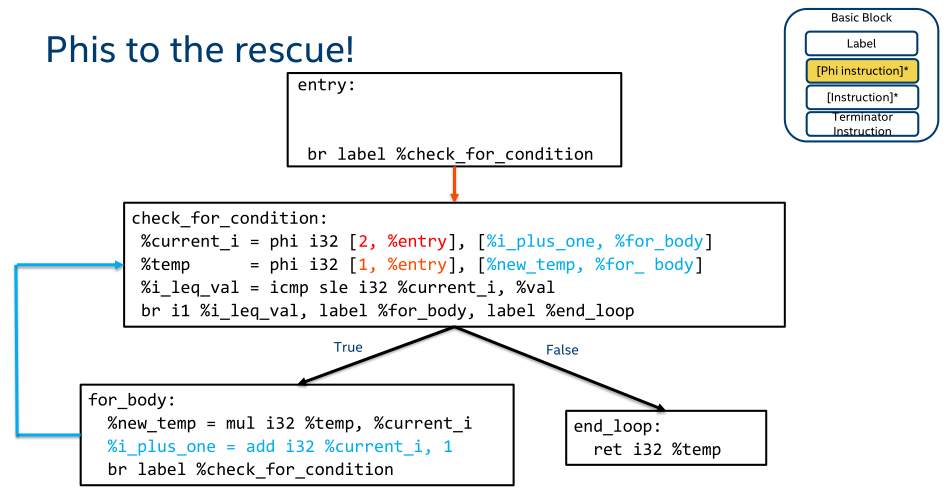 Phis to the rescue!
Basic Block
Label
[Phi instruction]*
[Instruction]*
Terminator
Instruction
entry:
br label %check_for_condition
check_for_condition:
%current_i = phi i32 [2, %entry], [%i_plus_one, %for_body]
%temp      = phi i32 [1, %entry], [%new_temp, %for_ body]
%i_leq_val = icmp sle i32 %current_i, %val
br i1 %i_leq_val, label %for_body, label %end_loop
True
False
for_body:
%new_temp = mul i32 %temp, %current_i
%i_plus_one = add i32 %current_i, 1
br label %check_for_condition
end_loop:
ret i32 %temp